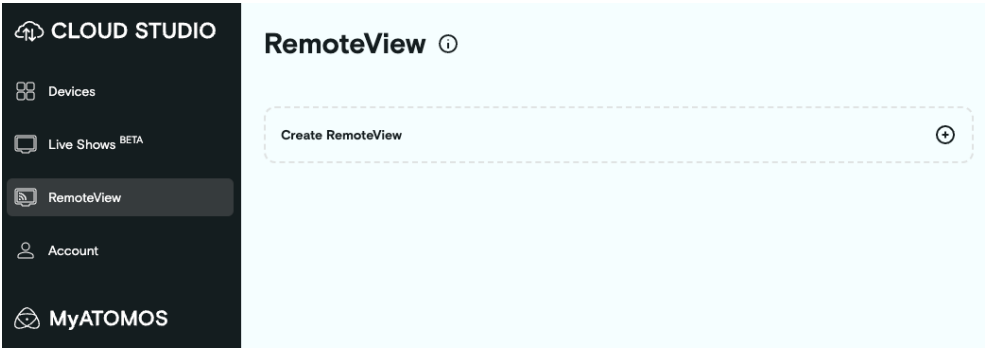 CLOUD STUDIO
Devices
Live Shows BETA
RemoteView
Account
MyATOMOS
RemoteView
Create RemoteView